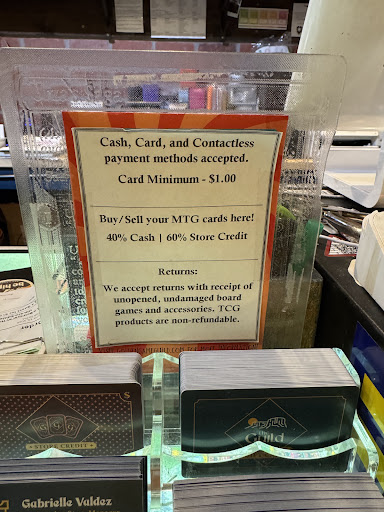 Cash, Card, and Contactless
payment methods accepted.
Card Minimum - $1.00
Buy/Sell your MTG cards here!
40% Cash | 60% Store Credit
Returns:
We accept returns with receipt of
unopened, undamaged board
games and accessories. TCG
products are non-refundable.
$
STORE CREDIT
Guild
Gabrielle Valdez